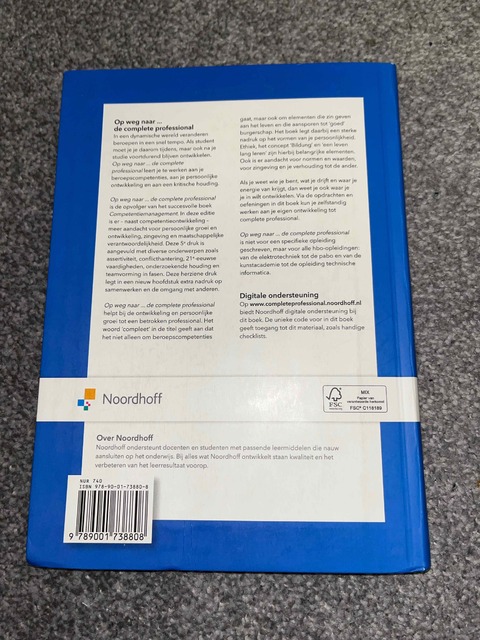 Op weg naar ...
de complete professional
In een dynamische wereld veranderen
beroepen in een snel tempo. Als student
moet je je daarom tijdens, maar ook na je
studie voortdurend blijven ontwikkelen.
Op weg naar ... de complete
professional leert je te werken aan je
beroepscompetenties, aan je persoonlijke
ontwikkeling en aan een kritische houding.
Op weg naar ... de complete professional
is de opvolger van het succesvolle boek
Competentiemanagement. In deze editie
is er - naast competentieontwikkeling -
meer aandacht voor persoonlijke groei en
ontwikkeling, zingeving en maatschappelijke
verantwoordelijkheid. Deze 5e druk is
aangevuld met diverse onderwerpen zoals
assertiviteit, conflicthantering, 21e-eeuwse
vaardigheden, onderzoekende houding en
teamvorming in fasen. Deze herziene druk
legt in een nieuw hoofdstuk extra nadruk op
samenwerken en de omgang met anderen.
Op weg naar ... de complete professional
helpt bij de ontwikkeling en persoonlijke
groei tot een betrokken professional. Het
woord 'compleet' in de titel geeft aan dat
het niet alleen om beroepscompetenties
gaat, maar ook om elementen die zin geven
aan het leven en die aansporen tot 'goed'
burgerschap. Het boek legt daarbij een sterke
nadruk op het vormen van je persoonlijkheid.
Ethiek, het concept 'Bildung' en 'een leven
lang leren' zijn hierbij belangrijke elementen.
Ook is er aandacht voor normen en waarden,
voor zingeving en je verhouding tot de ander.
Als je weet wie je bent, wat je drijft en waar je
energie van krijgt, dan weet je ook waar je
je in wilt ontwikkelen. Via de opdrachten en
oefeningen in dit boek kun je zelfstandig
werken aan je eigen ontwikkeling tot
complete professional.
Op weg naar ... de complete professional
is niet voor een specifieke opleiding
geschreven, maar voor alle hbo-opleidingen:
van de elektrotechniek tot de pabo en van de
kunstacademie tot de opleiding technische
informatica.
Digitale ondersteuning
Op www.completeprofessional.noordhoff.nl
biedt Noordhoff digitale ondersteuning bij
dit boek. De unieke code voor in dit boek
geeft toegang tot dit materiaal, zoals handige
checklists.
Noordhoff
FSC
MIX
Papier van
verantwoorde herkomst
FSC® C118189
Over Noordhoff
Noordhoff ondersteunt docenten en studenten met passende leermiddelen die nauw
aansluiten op het onderwijs. Bij alles wat Noordhoff ontwikkelt staan kwaliteit en het
verbeteren van het leerresultaat voorop.
NUR 740
ISBN 978-90-01-73880-8
9 789001 738808